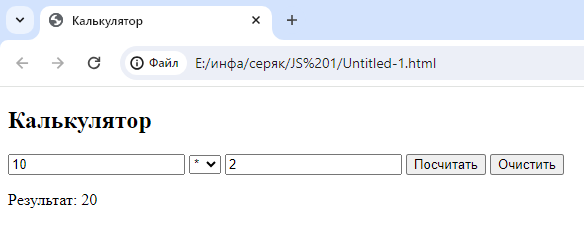 Калькулятор
Файл E:/инфа/серяк/JS%201/Untitled-1.html
Калькулятор
10 * 2 Посчитать Очистить
Результат: 20